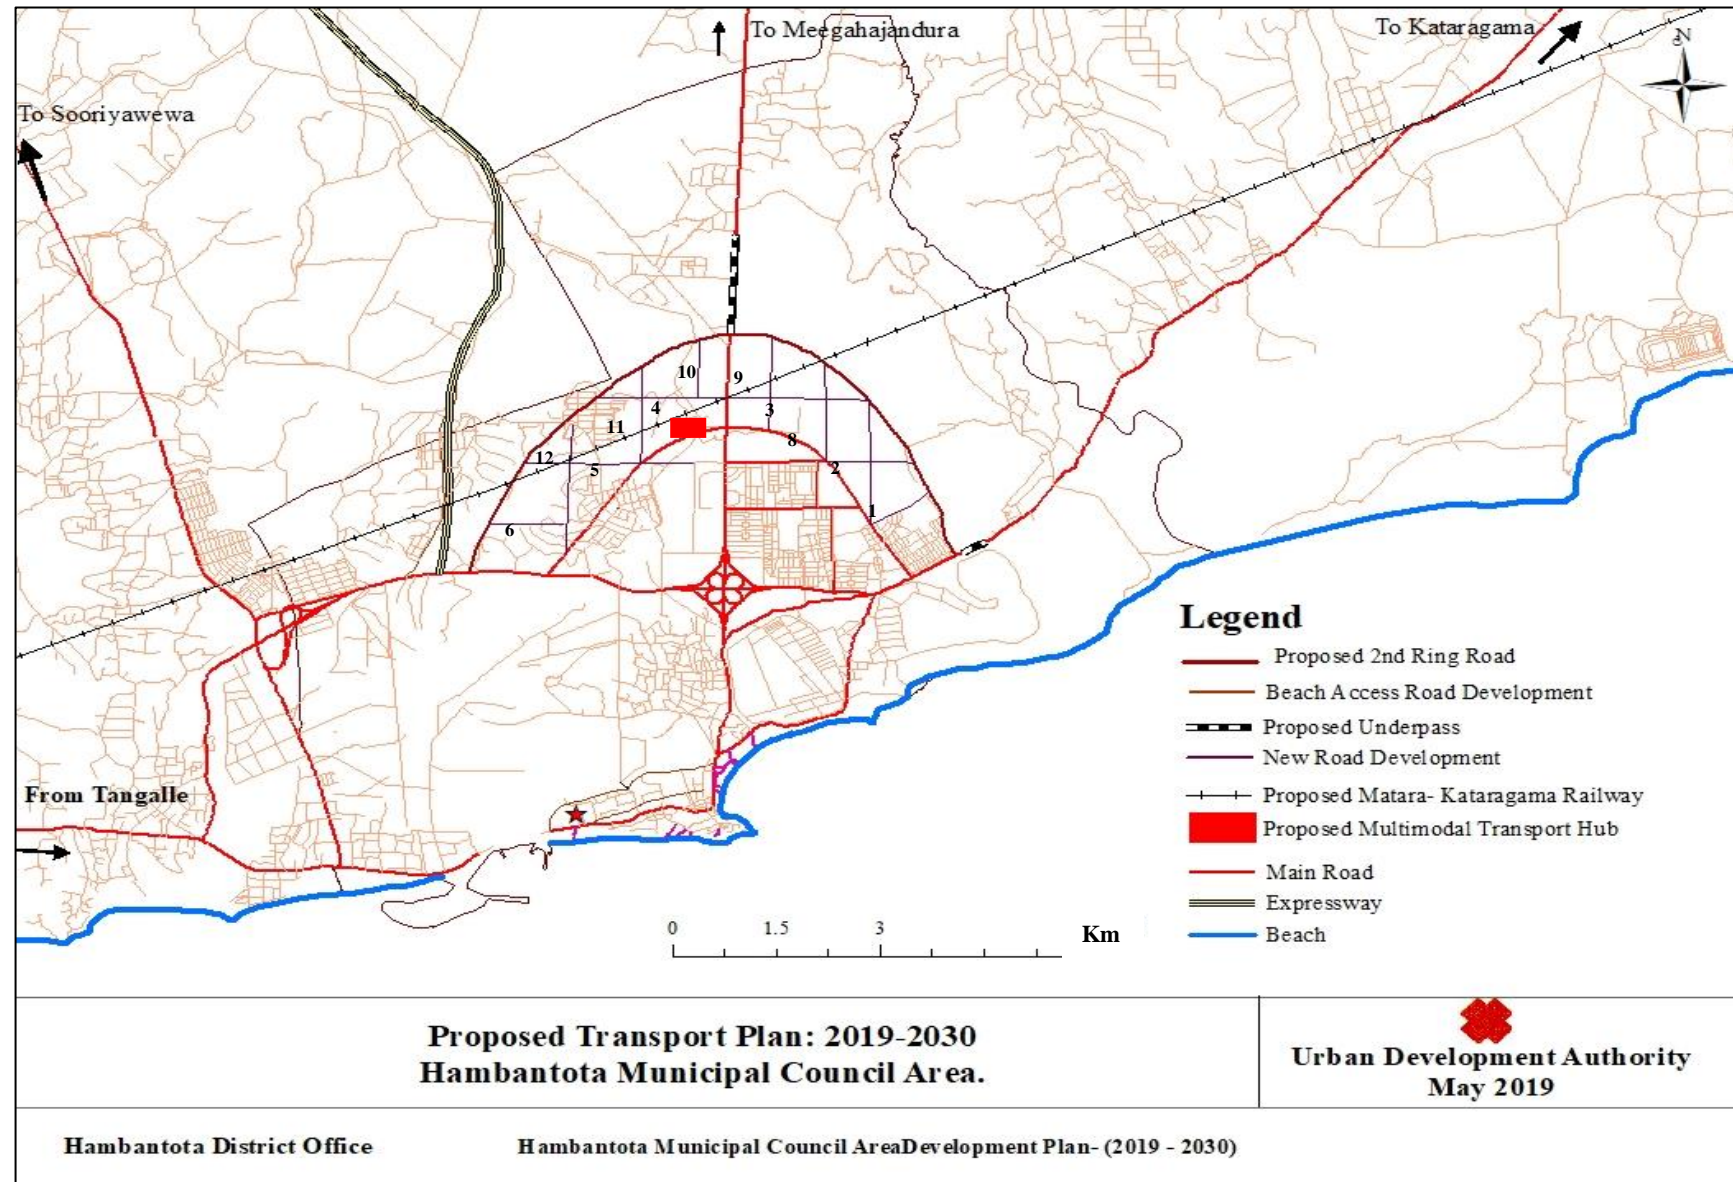 To Meegahajandura
To Kataragama
N
To Sooriyawewa
10
9
4
3
11
8
12
5
2
1
6
Legend
Proposed 2nd Ring Road
Beach Access Road Development
Proposed Underpass
New Road Development
Proposed Matara- Kataragama Railway
Proposed Multimodal Transport Hub
Main Road
Expressway
Beach
From Tangalle
0 1.5 3 Km
Proposed Transport Plan: 2019-2030
Hambantota Municipal Council Area.
Urban Development Authority
May 2019
Hambantota District Office
Hambantota Municipal Council AreaDevelopment Plan- (2019 - 2030)